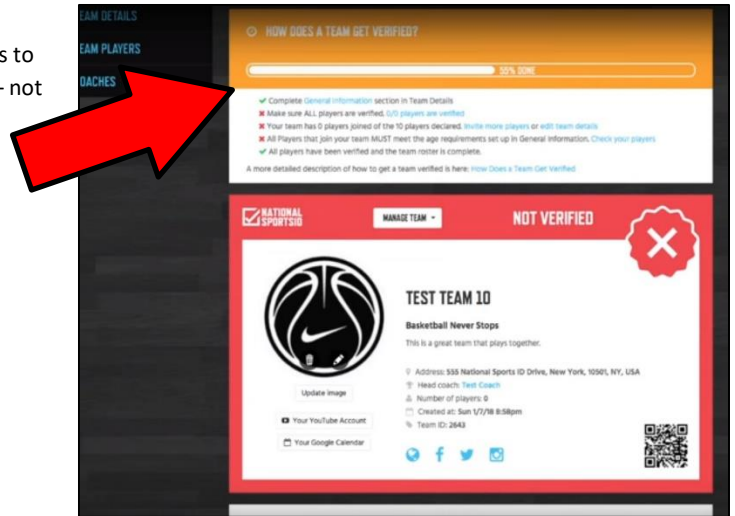 s to
- not
EAM DETAILS
EAM PLAYERS
OACHES
HOW DOES A TEAM GET VERIFIED?
55% DONE
Complete General Information section in Team Details
Make sure ALL players are verified. 0/0 players are verified
Your team has 0 players joined of the 10 players declared. Invite more players or edit team details
All Players that join your team MUST meet the age requirements set up in General Information. Check your players
All players have been verified and the team roster is complete.
A more detailed description of how to get a team verified is here: How Does a Team Get Verified
NATIONAL
SPORTSID
MANAGE TEAM
NOT VERIFIED
TEST TEAM 10
Basketball Never Stops
This is a great team that plays together.
Address: 555 National Sports ID Drive, New York, 10501, NY, USA
Head coach: Test Coach
Number of players: 0
Created at: Sun 1/7/18 8:58pm
Team ID: 2643
Update image
Your YouTube Account
Your Google Calendar